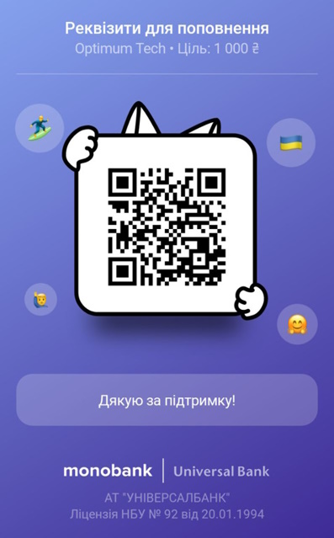 Реквізити для поповнення
Optimum Tech • Ціль: 1 000 ₴
Дякую за підтримку!
monobank | Universal Bank
АТ "УНІВЕРСАЛБАНК"
Ліцензія НБУ № 92 від 20.01.1994